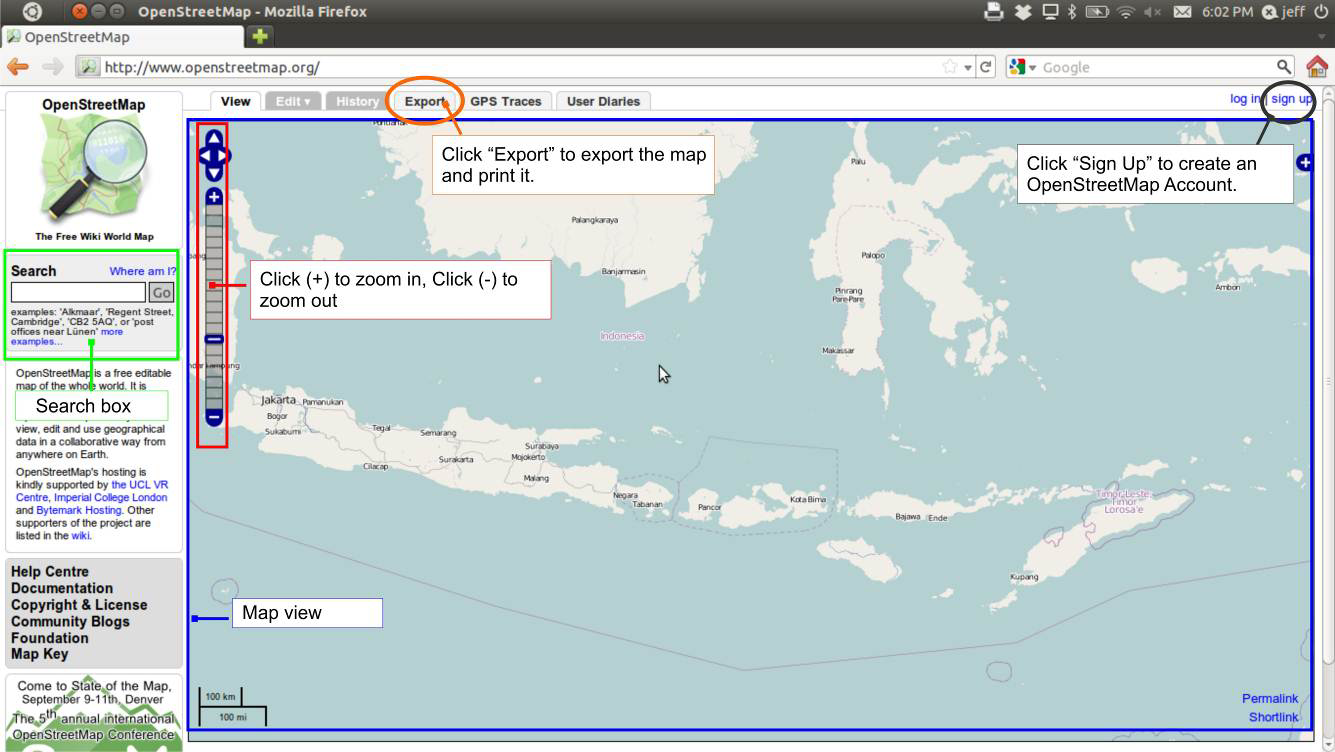 OpenStreetMap - Mozilla Firefox
6:02 PM
jeff
OpenStreetMap
http://www.openstreetmap.org/
Google
OpenStreetMap
The Free Wiki World Map
View
Edit ▾
History
Export
GPS Traces
User Diaries
log in | sign up
Click “Export” to export the map
and print it.
Click “Sign Up” to create an
OpenStreetMap Account.
Search
Where am I?
Go
examples: 'Alkmaar', 'Regent Street,
Cambridge', 'CB2 5AQ', or 'post
offices near Lünen' more
examples...
Search box
OpenStreetMap is a free editable
map of the whole world. It is
view, edit and use geographical
data in a collaborative way from
anywhere on Earth.
OpenStreetMap's hosting is
kindly supported by the UCL VR
Centre, Imperial College London
and Bytemark Hosting. Other
supporters of the project are
listed in the wiki.
Help Centre
Documentation
Copyright & License
Community Blogs
Foundation
Map Key
Come to State of the Map,
September 9-11th, Denver
The 5th annual international
OpenStreetMap Conference
Click (+) to zoom in, Click (-) to
zoom out
Map view
Palu
Palangkaraya
Palopo
Banjarmasin
Ambon
Pinrang
Pare-Pare
Indonesia
Makassar
Jakarta
Pamanukan
Bogor
Sukabumi
Tegal
Semarang
Surabaya
Mojokerto
Cilacap
Surakarta
Malang
Negara
Tabanan
Pancor
Kota Bima
Bajawa
Ende
Timor-Leste,
Timor
Lorosa'e
Kupang
100 km
100 mi
Permalink
Shortlink